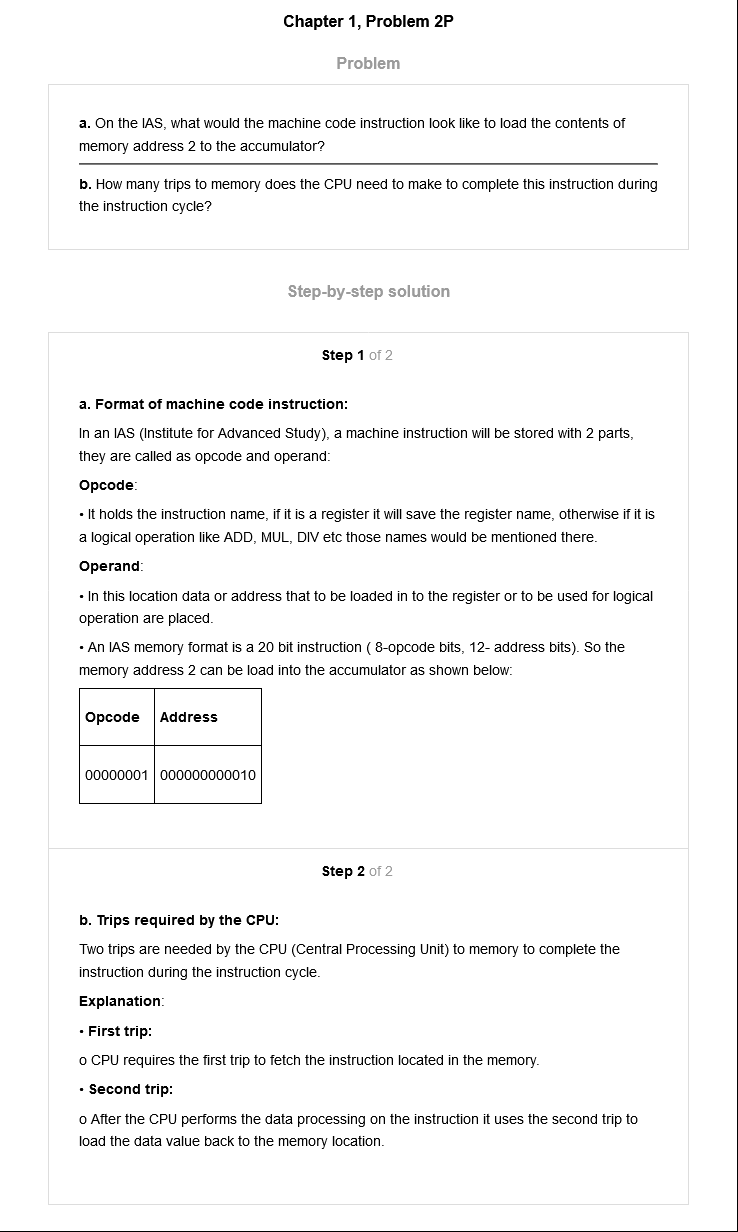 Chapter 1, Problem 2P
Problem
a. On the IAS, what would the machine code instruction look like to load the contents of
memory address 2 to the accumulator?
b. How many trips to memory does the CPU need to make to complete this instruction during
the instruction cycle?
Step-by-step solution
Step 1 of 2
a. Format of machine code instruction:
In an IAS (Institute for Advanced Study), a machine instruction will be stored with 2 parts,
they are called as opcode and operand:
Opcode:
• It holds the instruction name, if it is a register it will save the register name, otherwise if it is
a logical operation like ADD, MUL, DIV etc those names would be mentioned there.
Operand:
• In this location data or address that to be loaded in to the register or to be used for logical
operation are placed.
• An IAS memory format is a 20 bit instruction ( 8-opcode bits, 12- address bits). So the
memory address 2 can be load into the accumulator as shown below:
Opcode Address
00000001 000000000010
Step 2 of 2
b. Trips required by the CPU:
Two trips are needed by the CPU (Central Processing Unit) to memory to complete the
instruction during the instruction cycle.
Explanation:
• First trip:
o CPU requires the first trip to fetch the instruction located in the memory.
• Second trip:
o After the CPU performs the data processing on the instruction it uses the second trip to
load the data value back to the memory location.